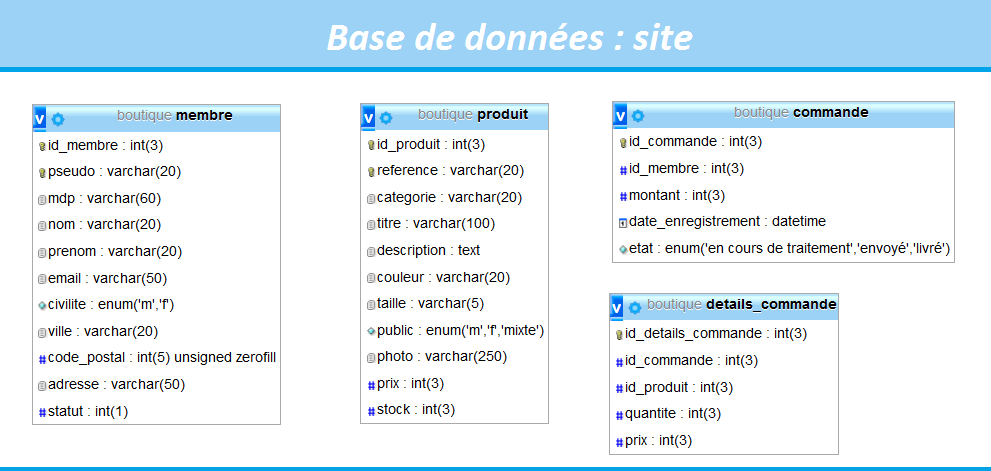 Base de données : site
boutique membre
id_membre : int(3)
pseudo : varchar(20)
mdp : varchar(60)
nom : varchar(20)
prenom : varchar(20)
email : varchar(50)
civilite : enum('m','f')
ville : varchar(20)
code_postal : int(5) unsigned zerofill
adresse : varchar(50)
statut : int(1)
boutique produit
id_produit : int(3)
reference : varchar(20)
categorie : varchar(20)
titre : varchar(100)
description : text
couleur : varchar(20)
taille : varchar(5)
public : enum('m','f','mixte')
photo : varchar(250)
prix : int(3)
stock : int(3)
boutique commande
id_commande : int(3)
id_membre : int(3)
montant : int(3)
date_enregistrement : datetime
etat : enum('en cours de traitement','envoyé','livré')
boutique details_commande
id_details_commande : int(3)
id_commande : int(3)
id_produit : int(3)
quantite : int(3)
prix : int(3)